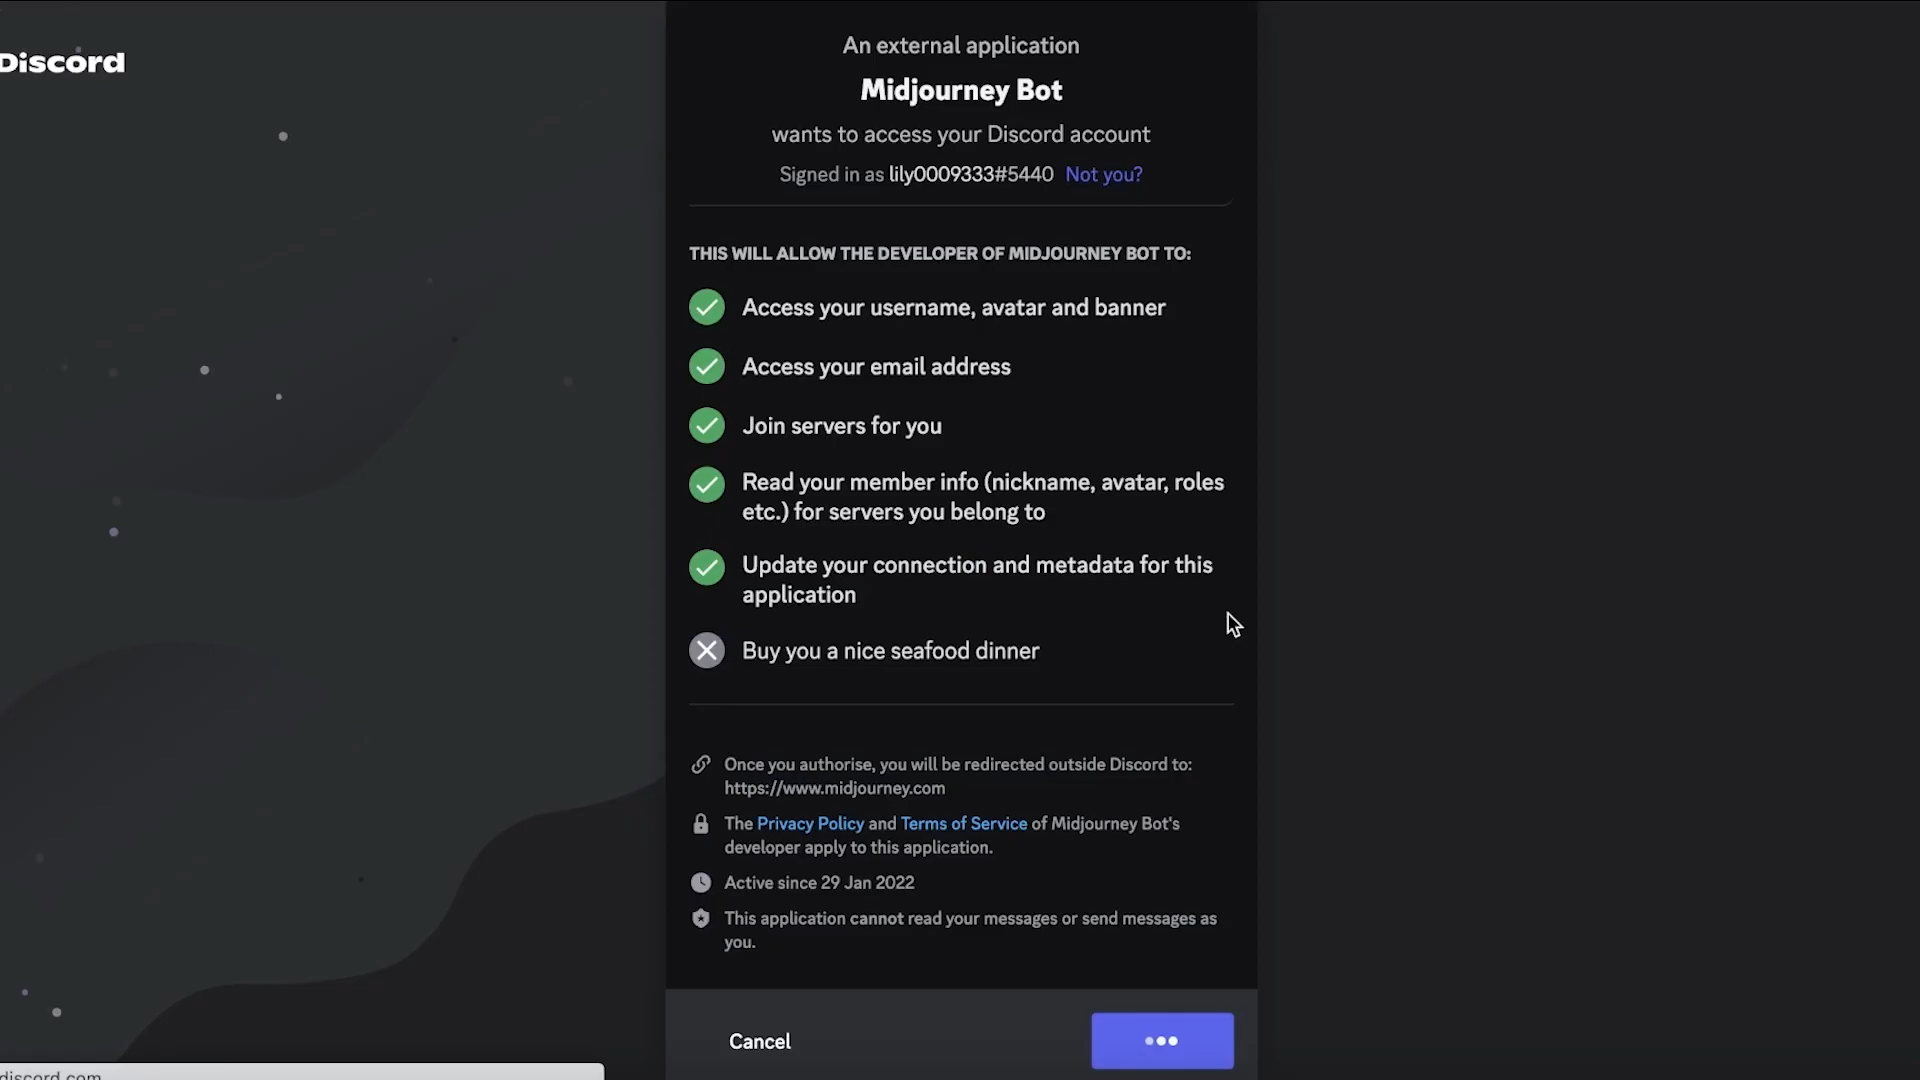 Discord
An external application
Midjourney Bot
wants to access your Discord account
Signed in as lily0009333#5440 Not you?
THIS WILL ALLOW THE DEVELOPER OF MIDJOURNEY BOT TO:
Access your username, avatar and banner
Access your email address
Join servers for you
Read your member info (nickname, avatar, roles
etc.) for servers you belong to
Update your connection and metadata for this
application
Buy you a nice seafood dinner
Once you authorise, you will be redirected outside Discord to:
https://www.midjourney.com
The Privacy Policy and Terms of Service of Midjourney Bot's
developer apply to this application.
Active since 29 Jan 2022
This application cannot read your messages or send messages as
you.
Cancel
discord.com